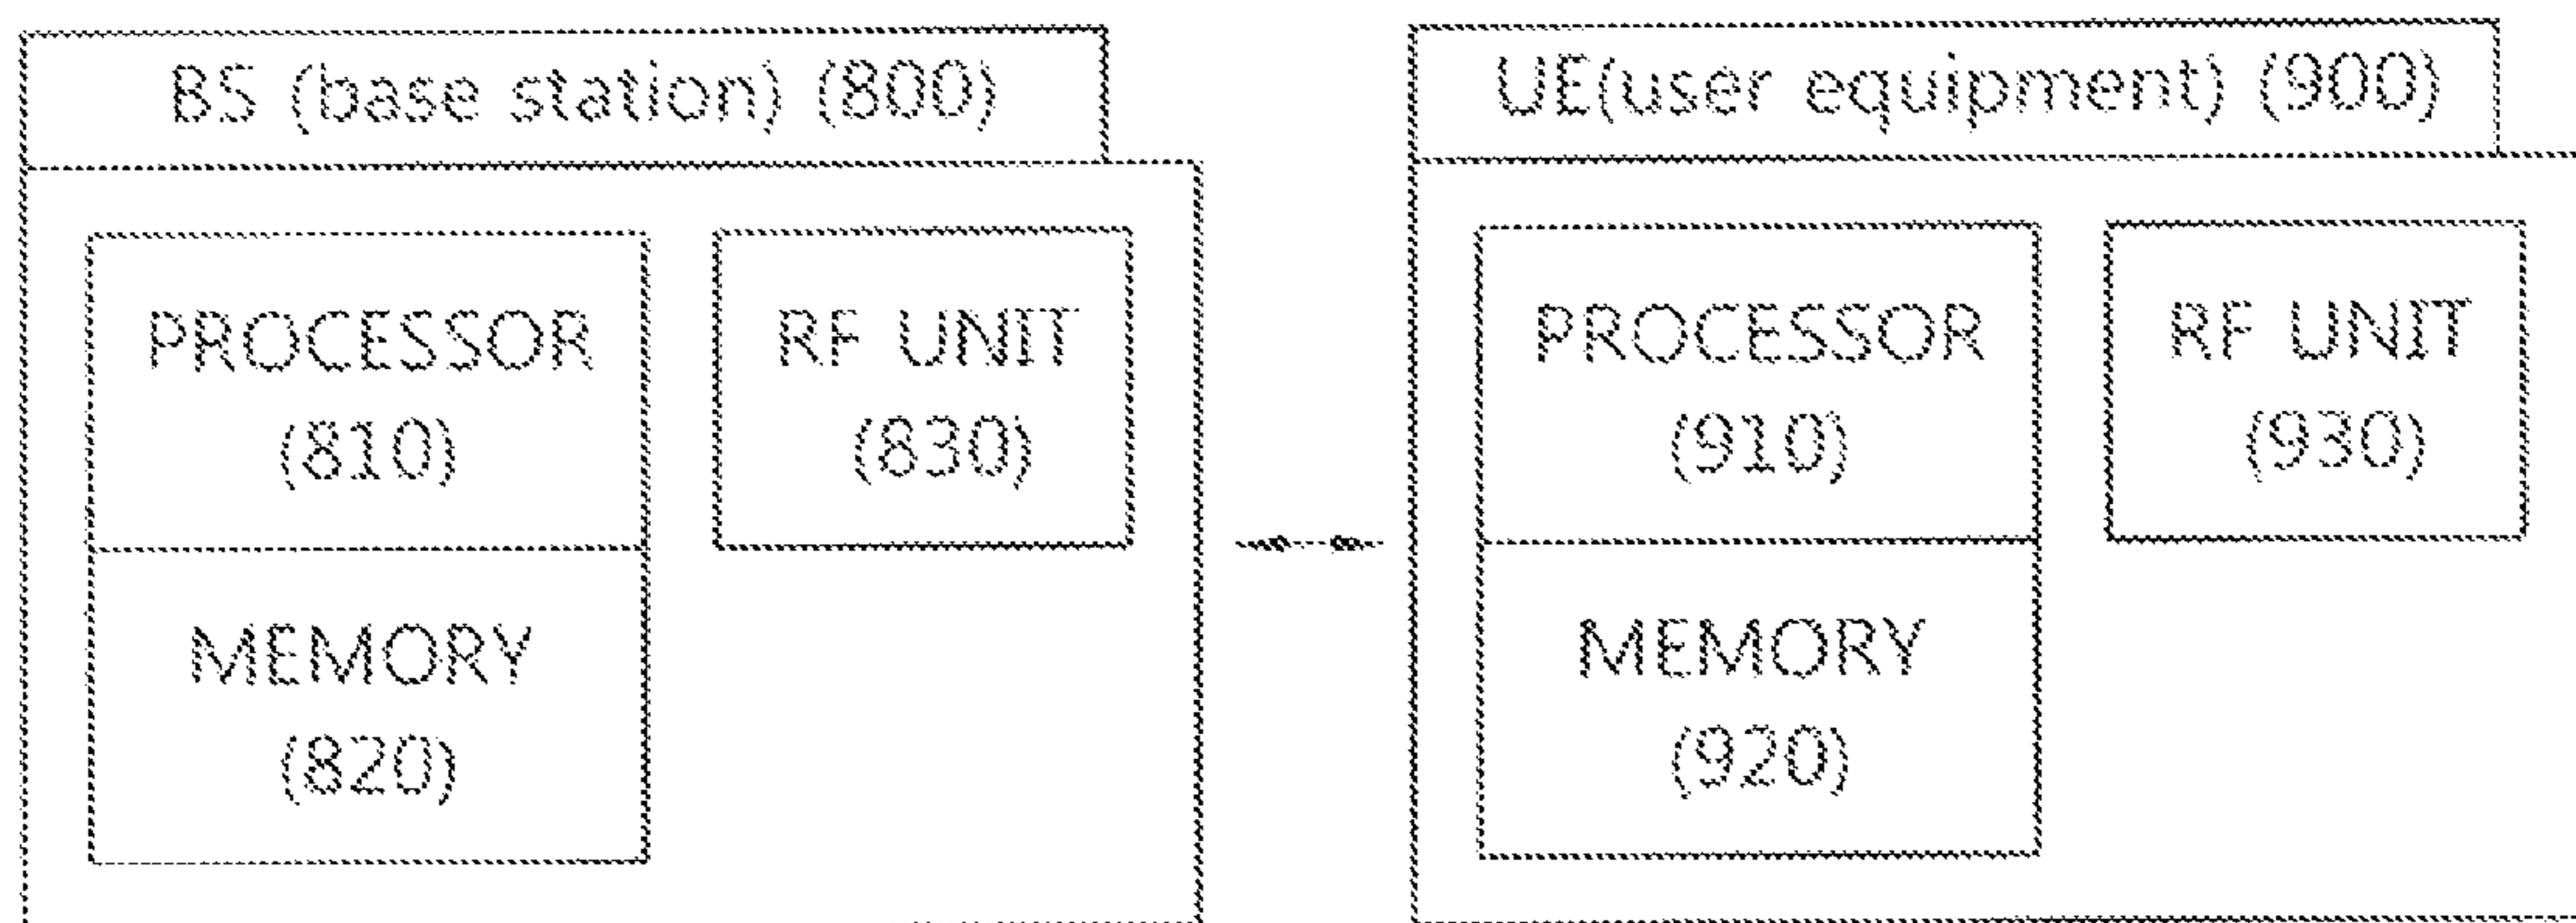 BS (base station) (800)
PROCESSOR
(810)
RF UNIT
(830)
MEMORY
(820)
UE(user equipment) (900)
PROCESSOR
(910)
RF UNIT
(930)
MEMORY
(920)